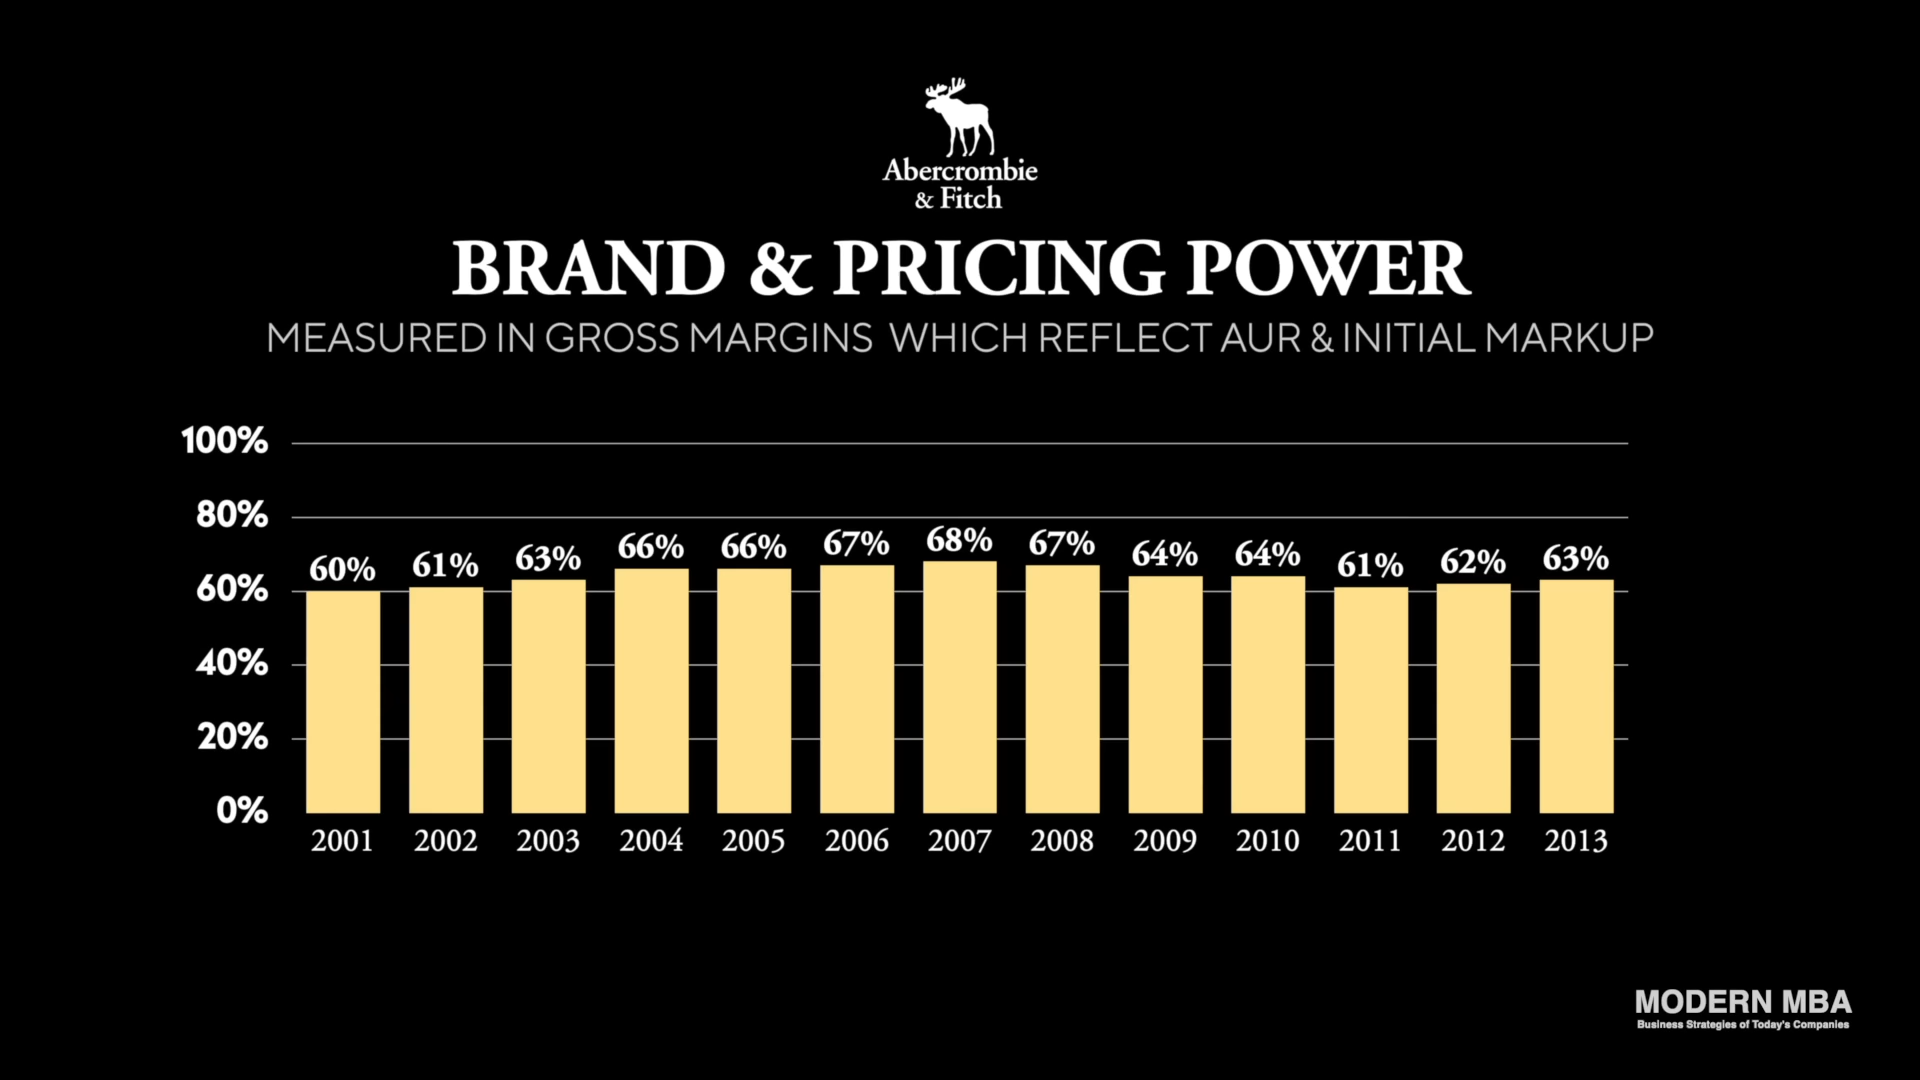 Abercrombie
& Fitch
BRAND & PRICING POWER
MEASURED IN GROSS MARGINS WHICH REFLECT AUR & INITIAL MARKUP
100%
80%
60%
40%
20%
0%
60% 61% 63% 66% 66% 67% 68% 67% 64% 64% 61% 62% 63%
2001 2002 2003 2004 2005 2006 2007 2008 2009 2010 2011 2012 2013
MODERN MBA
Business Strategies of Today's Companies